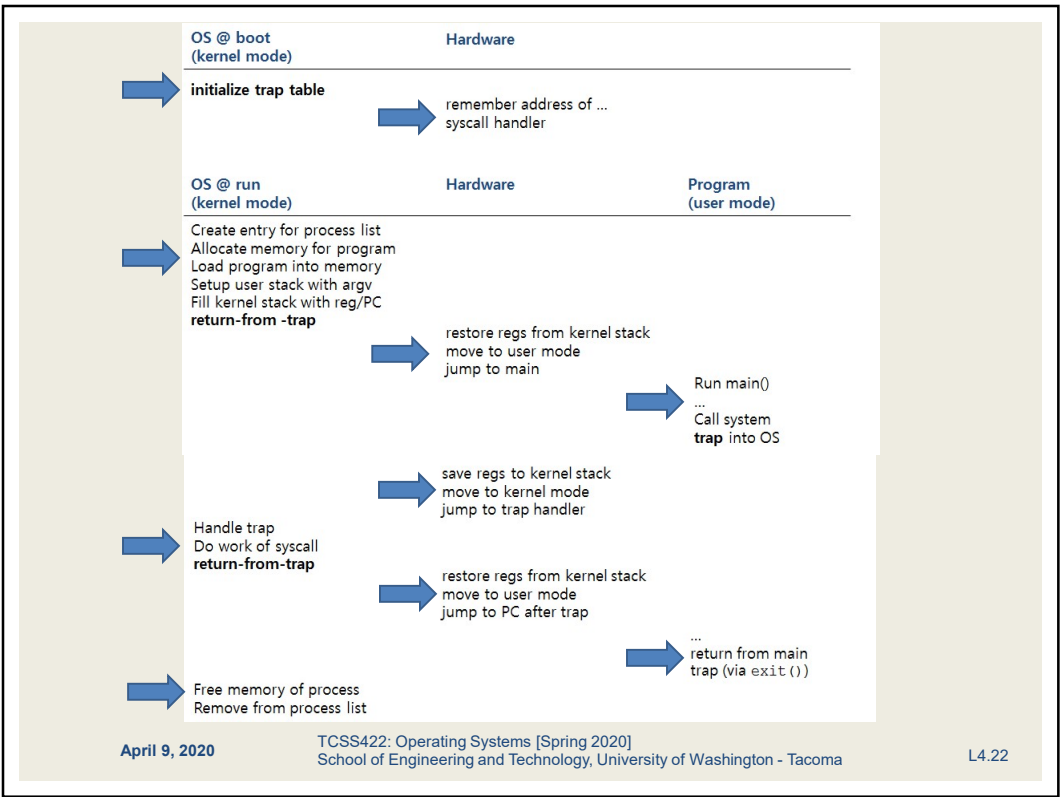 OS @ boot
(kernel mode)
Hardware
initialize trap table
remember address of ...
syscall handler
OS @ run
(kernel mode)
Hardware
Program
(user mode)
Create entry for process list
Allocate memory for program
Load program into memory
Setup user stack with argv
Fill kernel stack with reg/PC
return-from -trap
restore regs from kernel stack
move to user mode
jump to main
Run main()
...
Call system
trap into OS
save regs to kernel stack
move to kernel mode
jump to trap handler
Handle trap
Do work of syscall
return-from-trap
restore regs from kernel stack
move to user mode
jump to PC after trap
...
return from main
trap (via exit())
Free memory of process
Remove from process list
April 9, 2020
TCSS422: Operating Systems [Spring 2020]
School of Engineering and Technology, University of Washington - Tacoma
L4.22